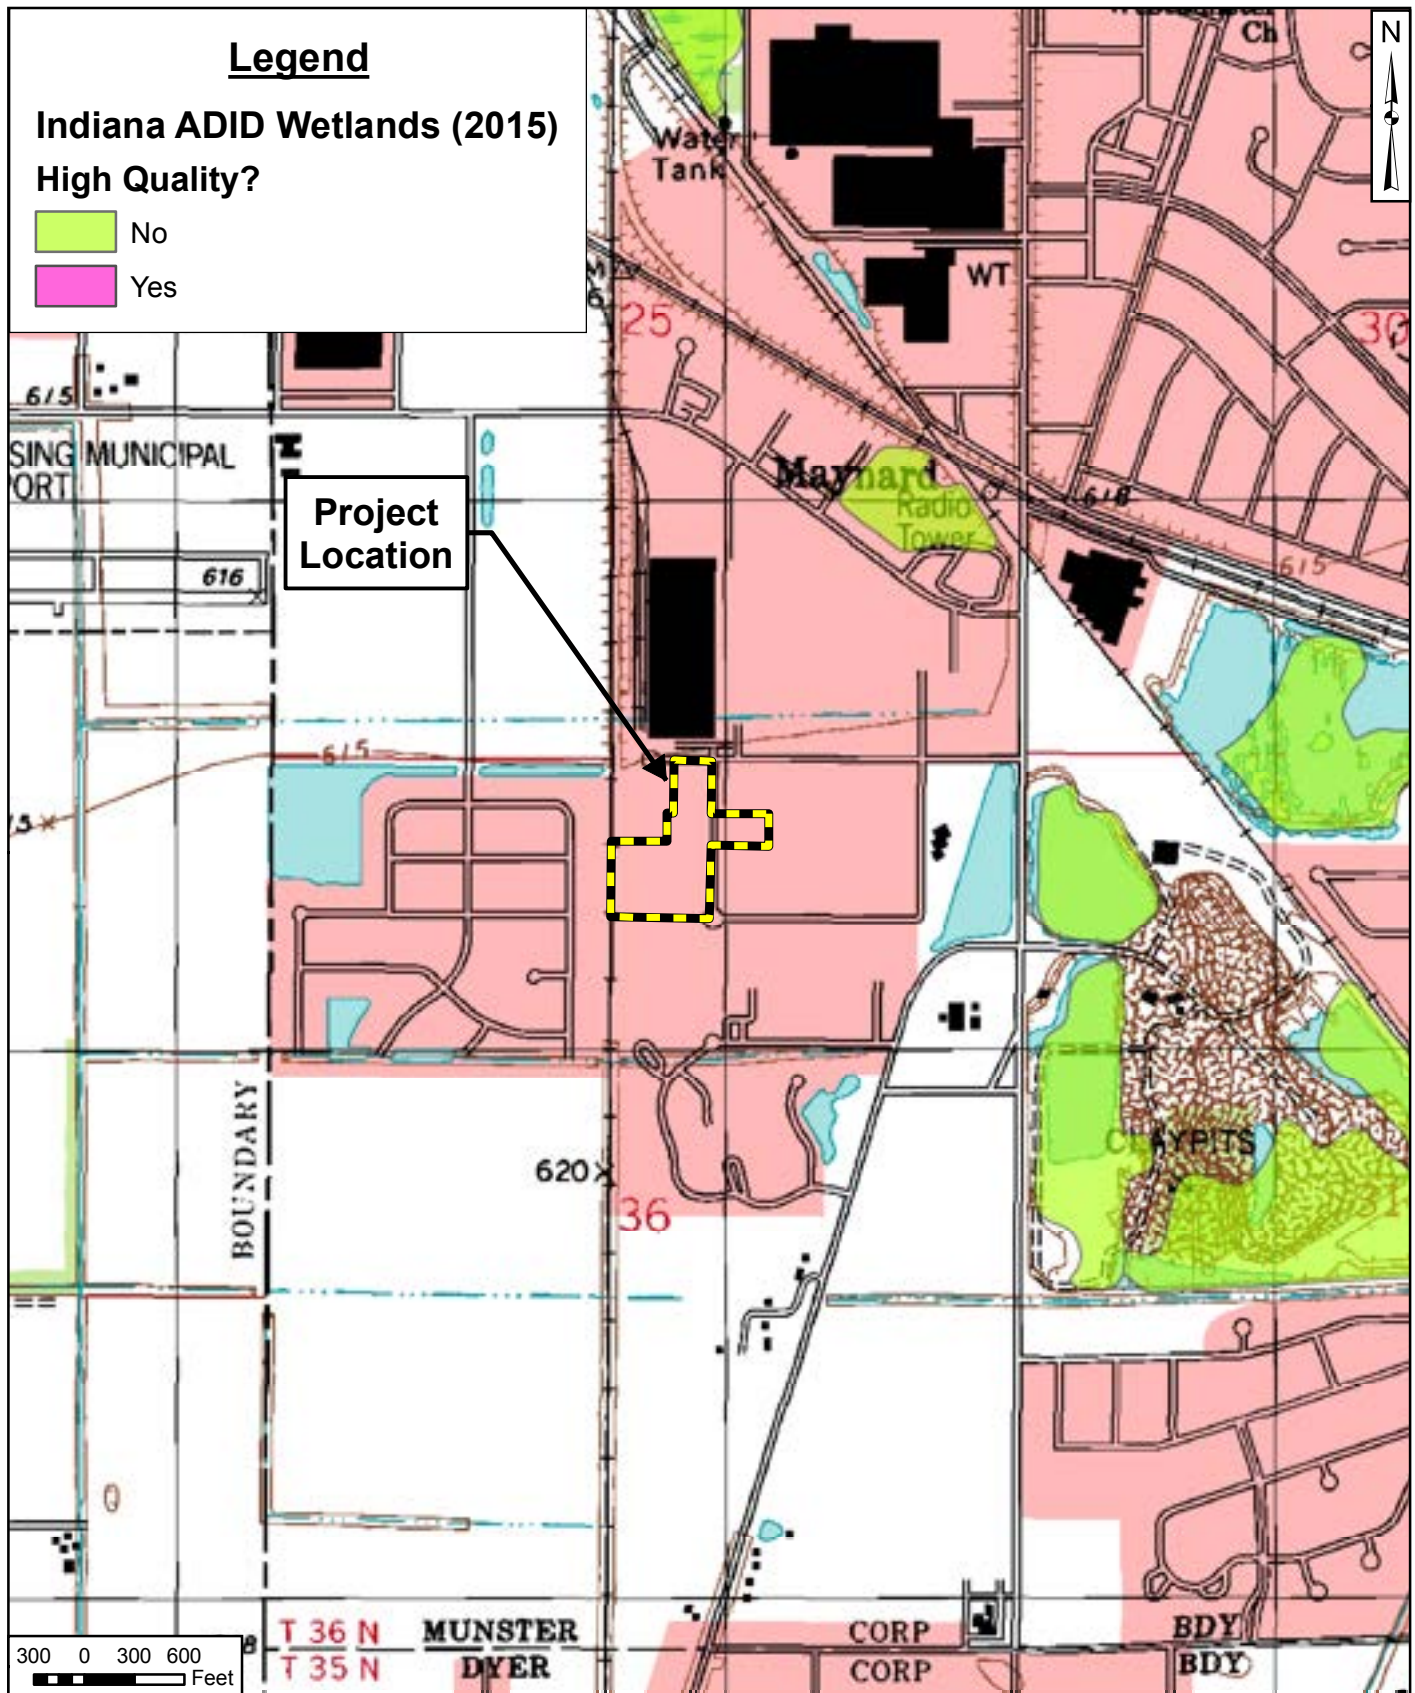 Legend
Indiana ADID Wetlands (2015)
High Quality?
No
Yes
N
Ch
Water
Tank
WT
25
30
615
SING MUNICIPAL
PORT
Maynard
Radio
Tower
618
615
Project
Location
616
615
BOUNDARY
620
36
CLAYPITS
31
T 36 N
MUNSTER
CORP
BDY
T 35 N
DYER
CORP
BDY
300 0 300 600
Feet